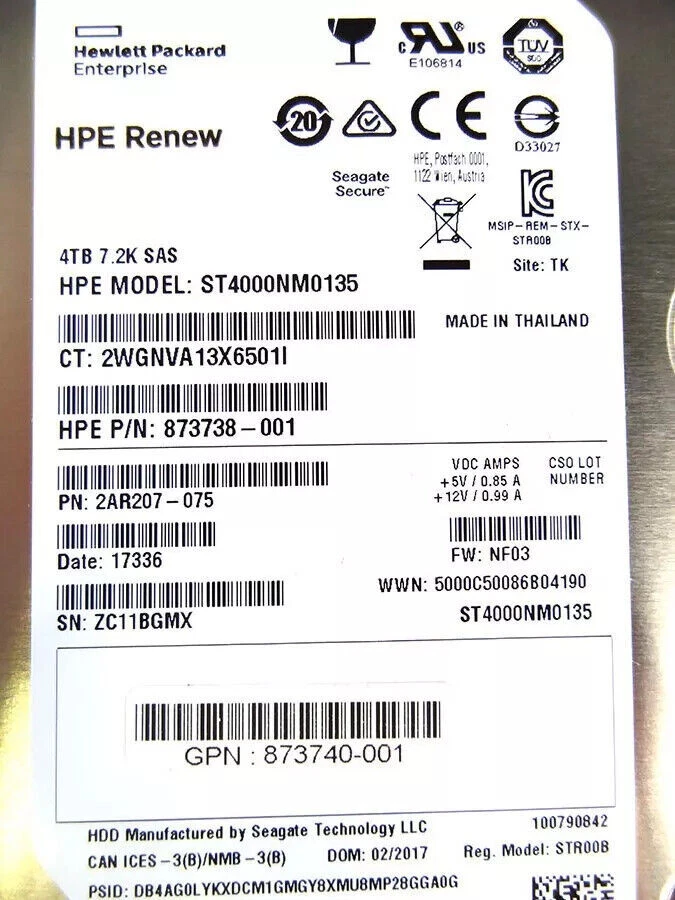 Hewlett Packard
Enterprise
c RU US
E106814
TUV
SUD
HPE Renew
20
CE
D33027
HPE, Postfach 0001,
1122 Wien, Austria
Seagate
Secure™
MSIP-REM-STX-
STR00B
Site: TK
4TB 7.2K SAS
HPE MODEL: ST4000NM0135
MADE IN THAILAND
CT: 2WGNVA13X6501I
HPE P/N: 873738-001
VDC AMPS
+5V / 0.85 A
+12V / 0.99 A
CSO LOT
NUMBER
PN: 2AR207-075
FW: NF03
Date: 17336
WWN: 5000C50086B04190
SN: ZC11BGMX
ST4000NM0135
GPN : 873740-001
HDD Manufactured by Seagate Technology LLC
100790842
CAN ICES-3(B)/NMB-3(B)
DOM: 02/2017
Reg. Model: STR00B
PSID: DB4AG0LYKXDCM1GMGY8XMU8MP28GGA0G